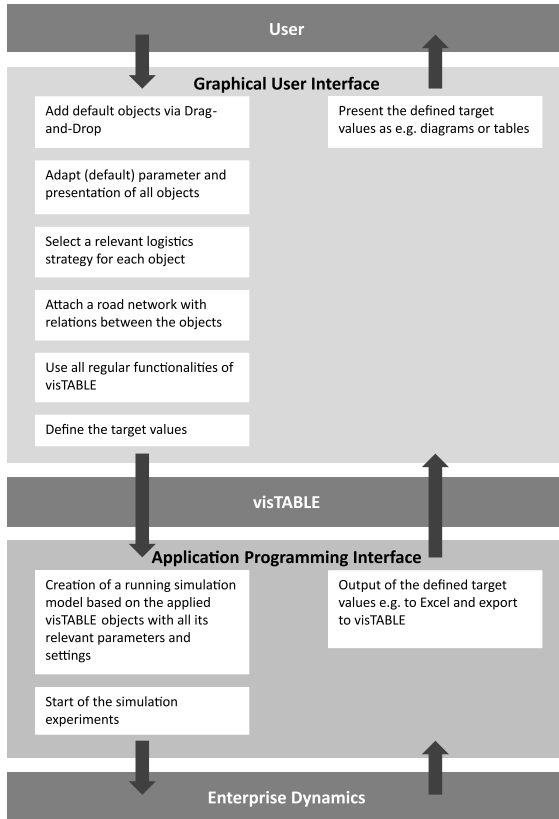 User
Graphical User Interface
Add default objects via Drag-
and-Drop
Adapt (default) parameter and
presentation of all objects
Select a relevant logistics
strategy for each object
Attach a road network with
relations between the objects
Use all regular functionalities of
visTABLE
Define the target values
Present the defined target
values as e.g. diagrams or tables
visTABLE
Application Programming Interface
Creation of a running simulation
model based on the applied
visTABLE objects with all its
relevant parameters and
settings
Start of the simulation
experiments
Output of the defined target
values e.g. to Excel and export
to visTABLE
Enterprise Dynamics